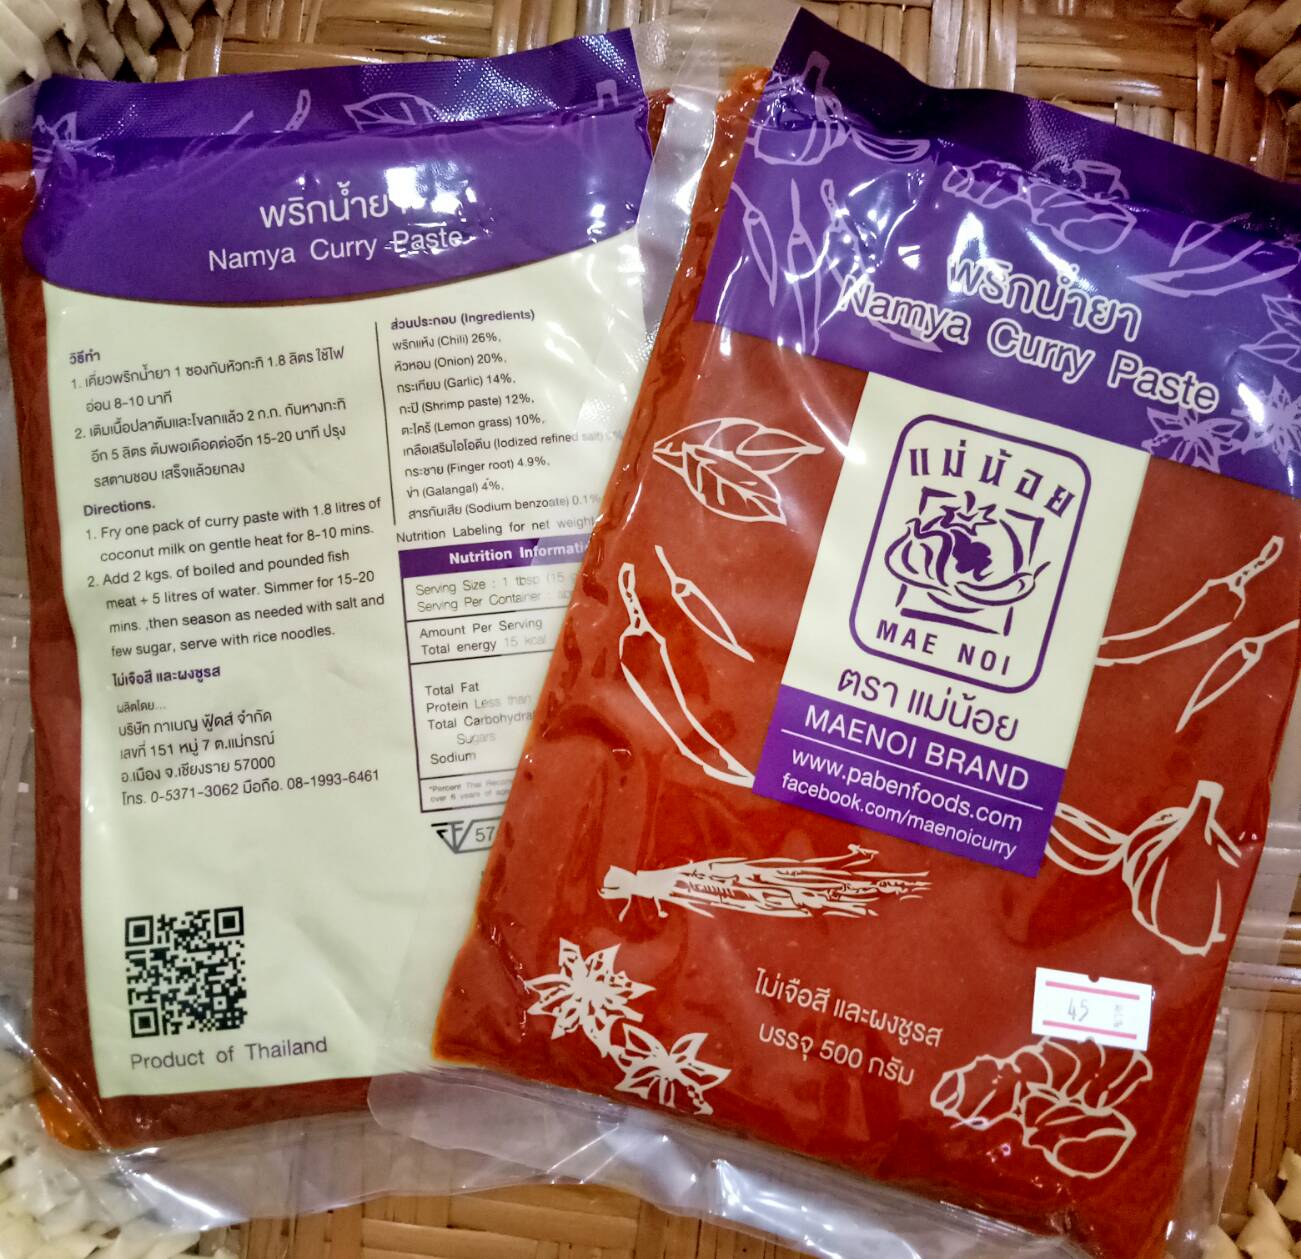 พริกน้ำยา
Namya Curry Paste
วิธีทำ
1. เคี่ยวพริกน้ำยา 1 ซองกับหัวกะทิ 1.8 ลิตร ใช้ไฟ
อ่อน 8-10 นาที
2. เติมเนื้อปลาต้มและโขลกแล้ว 2 ก.ก. กับหางกะทิ
อีก 5 ลิตร ต้มพอเดือดต่ออีก 15-20 นาที ปรุง
รสตามชอบ เสร็จแล้วยกลง
Directions.
1. Fry one pack of curry paste with 1.8 litres of
coconut milk on gentle heat for 8-10 mins.
2. Add 2 kgs. of boiled and pounded fish
meat + 5 litres of water. Simmer for 15-20
mins. ,then season as needed with salt and
few sugar, serve with rice noodles.
ไม่เจือสี และผงชูรส
ผลิตโดย...
บริษัท ภาเบญ ฟู้ดส์ จำกัด
เลขที่ 151 หมู่ 7 ต.แม่กรณ์
อ.เมือง จ.เชียงราย 57000
โทร. 0-5371-3062 มือถือ. 08-1993-6461
Product of Thailand
ส่วนประกอบ (Ingredients)
พริกแห้ง (Chili) 26%,
หัวหอม (Onion) 20%,
กระเทียม (Garlic) 14%,
กะปิ (Shrimp paste) 12%,
ตะไคร้ (Lemon grass) 10%,
เกลือเสริมไอโอดีน (Iodized refined salt)
กระชาย (Finger root) 4.9%,
ข่า (Galangal) 4%,
สารกันเสีย (Sodium benzoate) 0.1%
Nutrition Labeling for net weight
Nutrition Informati
Serving Size : 1 tbsp (15
Serving Per Container :
Amount Per Serving
Total energy 15 kcal
Total Fat
Protein Less than
Total Carbohydra
Sugars
Sodium
57
พริกน้ำยา
Namya Curry Paste
แม่น้อย
MAE NOI
ตรา แม่น้อย
MAENOI BRAND
www.pabenfoods.com
facebook.com/maenoicurry
ไม่เจือสี และผงชูรส
บรรจุ 500 กรัม
45